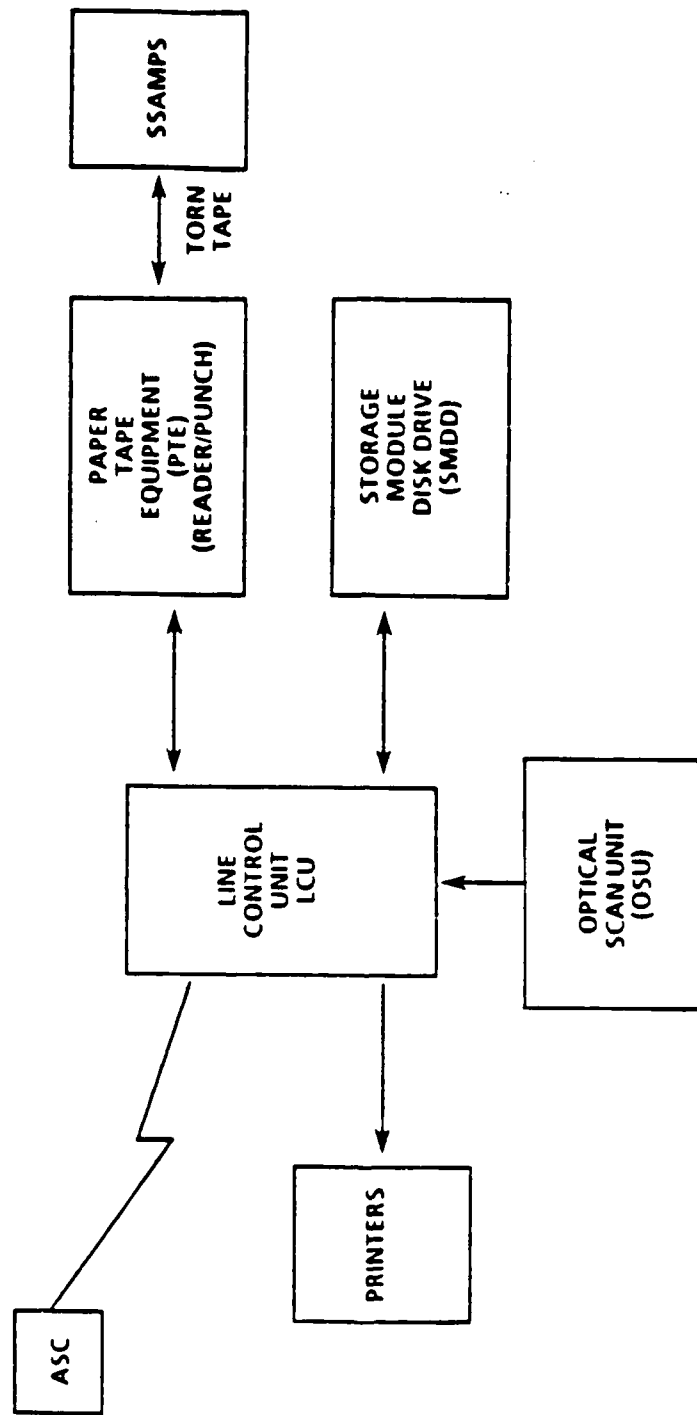 ASC
PRINTERS
LINE
CONTROL
UNIT
LCU
OPTICAL
SCAN UNIT
(OSU)
PAPER
TAPE
EQUIPMENT
(PTE)
(READER/PUNCH)
STORAGE
MODULE
DISK DRIVE
(SMDD)
TORN
TAPE
SSAMPS